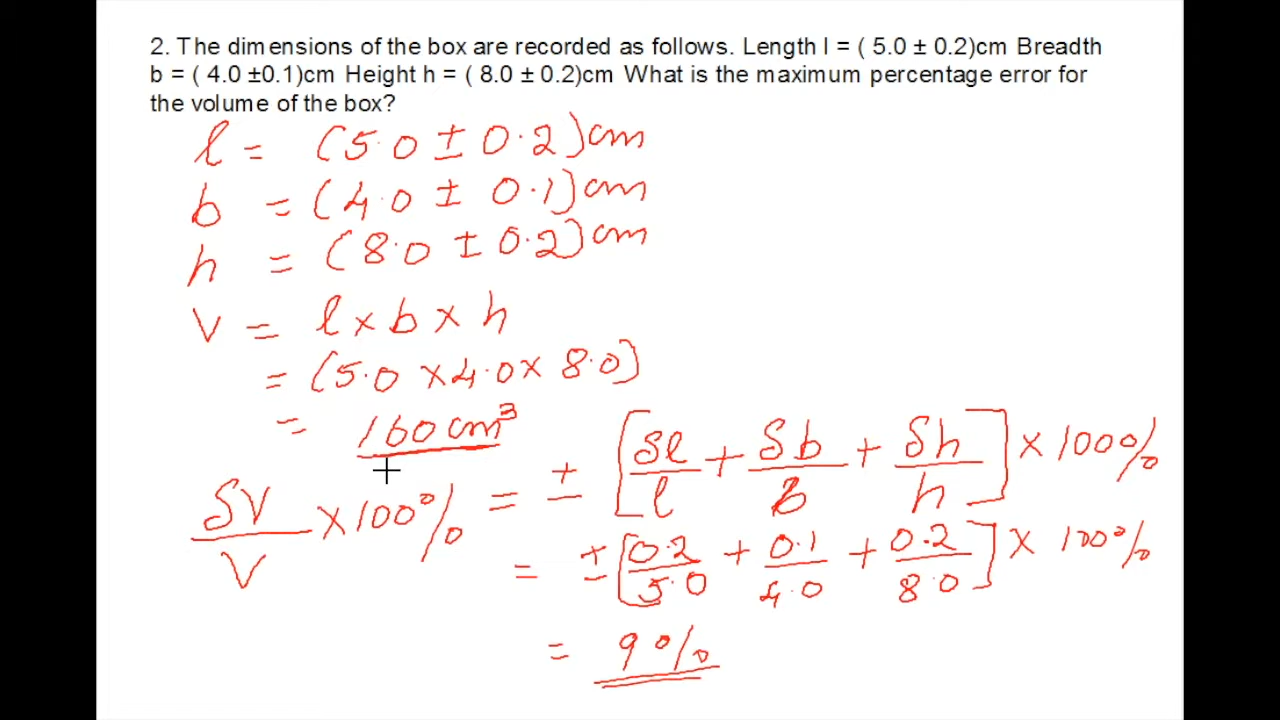 2. The dimensions of the box are recorded as follows. Length l = ( 5.0 ± 0.2)cm Breadth
b = ( 4.0 ±0.1)cm Height h = ( 8.0 ± 0.2)cm What is the maximum percentage error for
the volume of the box?
l = (5.0 ± 0.2) cm
b = (4.0 ± 0.1) cm
h = (8.0 ± 0.2) cm
V = l × b × h
= (5.0 × 4.0 × 8.0)
= 160 cm³
δV/V × 100% = ± [δl/l + δb/b + δh/h] × 100%
= ± [0.2/5.0 + 0.1/4.0 + 0.2/8.0] × 100%
= 9%